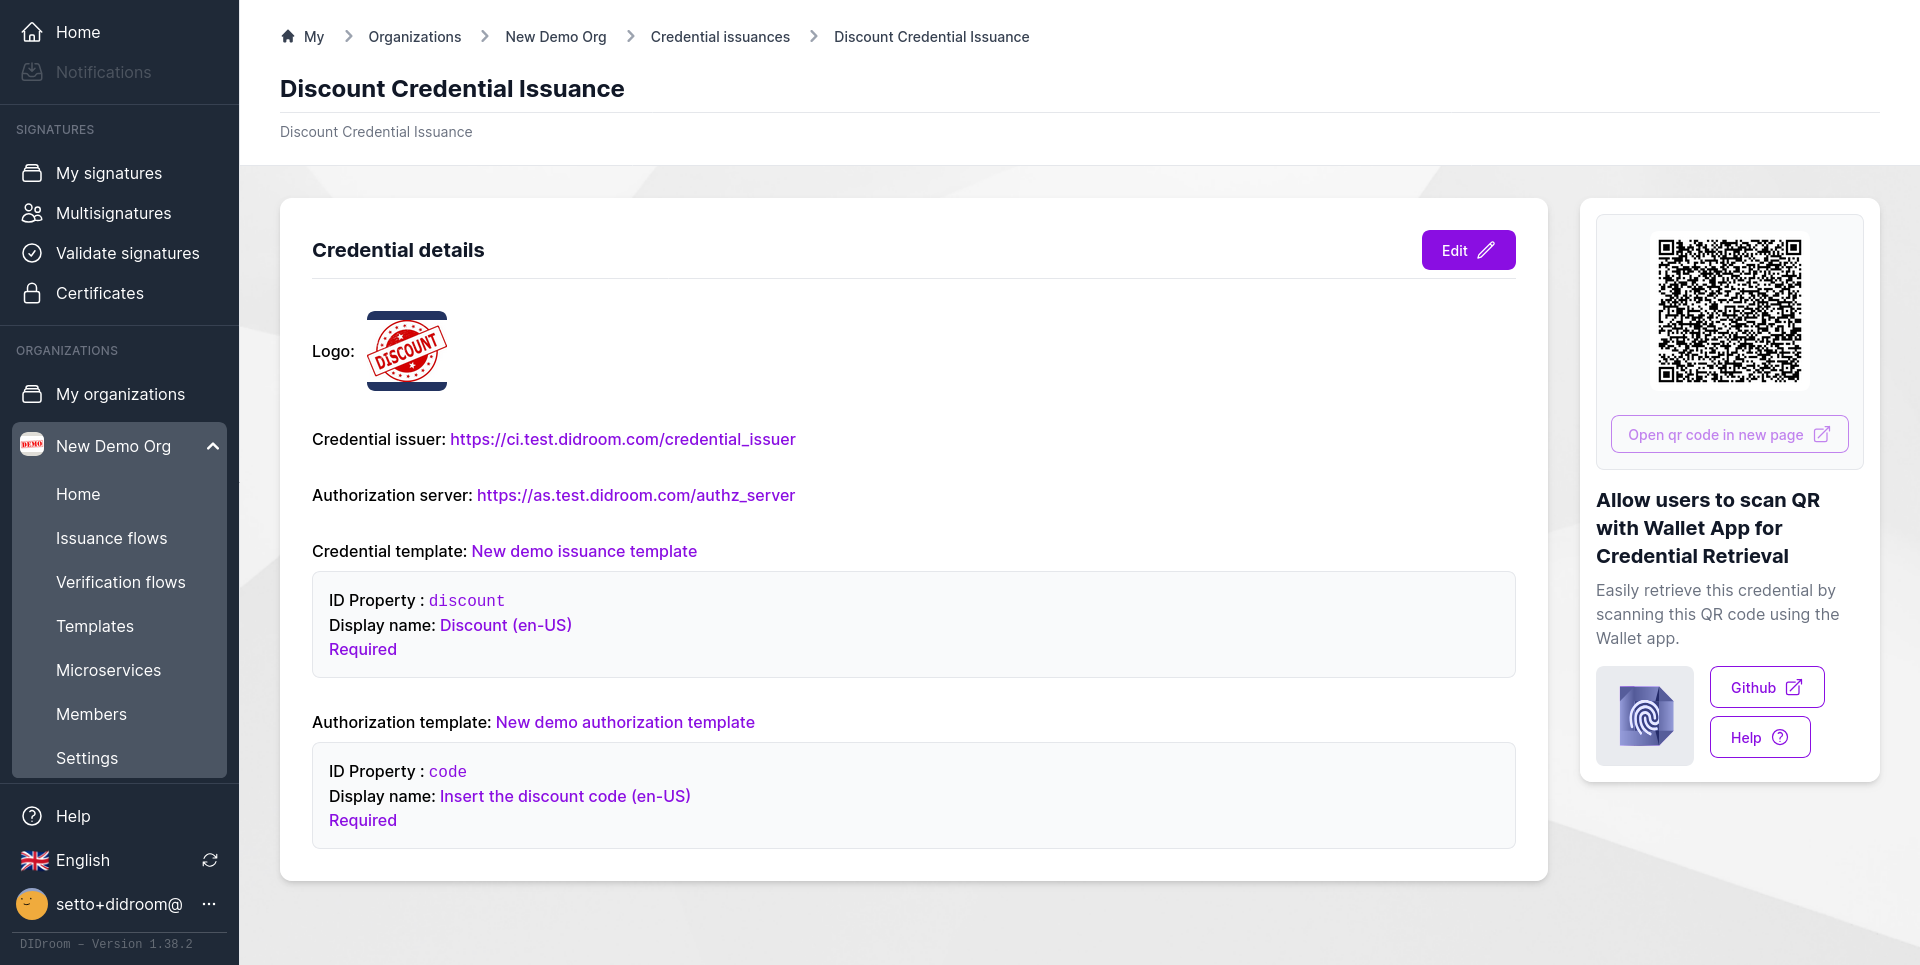 Home
Notifications
SIGNATURES
My signatures
Multisignatures
Validate signatures
Certificates
ORGANIZATIONS
My organizations
DEMO
New Demo Org
Home
Issuance flows
Verification flows
Templates
Microservices
Members
Settings
Help
English
setto+didroom@ ...
DIDroom – Version 1.38.2
My > Organizations > New Demo Org > Credential issuances > Discount Credential Issuance
Discount Credential Issuance
Discount Credential Issuance
Credential details
Edit
Logo:
DISCOUNT
Credential issuer: https://ci.test.didroom.com/credential_issuer
Authorization server: https://as.test.didroom.com/authz_server
Credential template: New demo issuance template
ID Property : discount
Display name: Discount (en-US)
Required
Authorization template: New demo authorization template
ID Property : code
Display name: Insert the discount code (en-US)
Required
Open qr code in new page
Allow users to scan QR
with Wallet App for
Credential Retrieval
Easily retrieve this credential by
scanning this QR code using the
Wallet app.
Github
Help